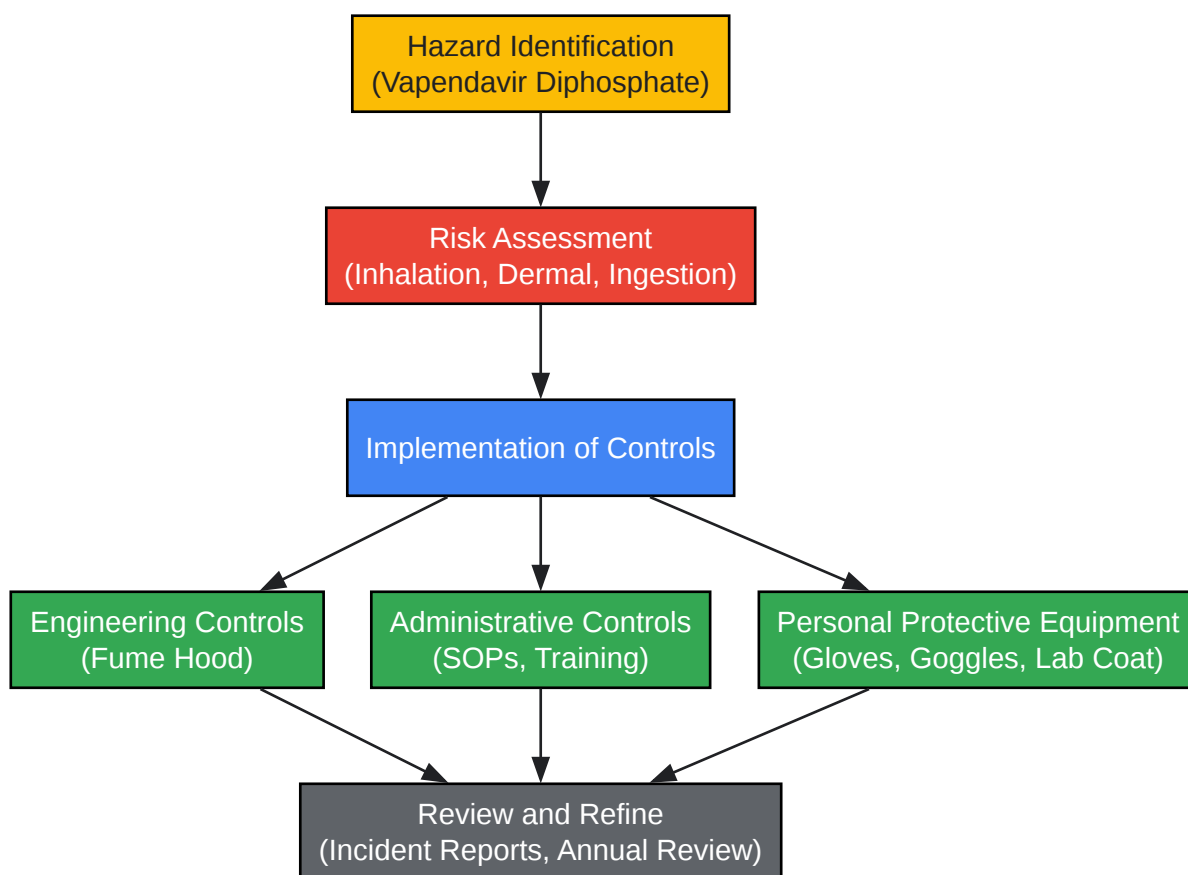 Hazard Identification
(Vapendavir Diphosphate)
Risk Assessment
(Inhalation, Dermal, Ingestion)
Implementation of Controls
Engineering Controls
(Fume Hood)
Administrative Controls
(SOPs, Training)
Personal Protective Equipment
(Gloves, Goggles, Lab Coat)
Review and Refine
(Incident Reports, Annual Review)